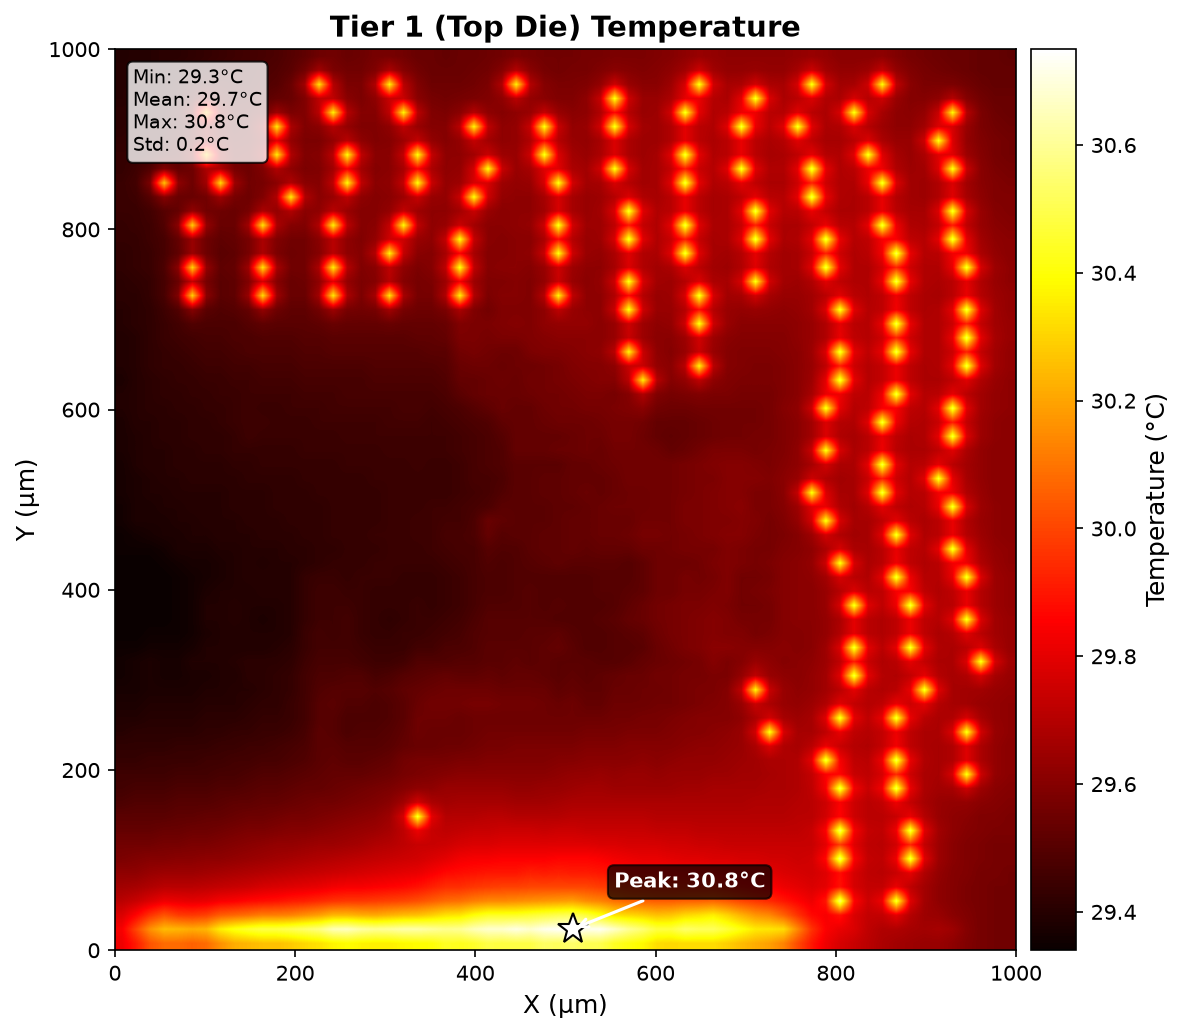 Tier 1 (Top Die) Temperature
Min: 29.3°C
Mean: 29.7°C
Max: 30.8°C
Std: 0.2°C
Peak: 30.8°C
1000
800
600
400
200
0
Y (μm)
0 200 400 600 800 1000
X (μm)
30.6
30.4
30.2
30.0
29.8
29.6
29.4
Temperature (°C)